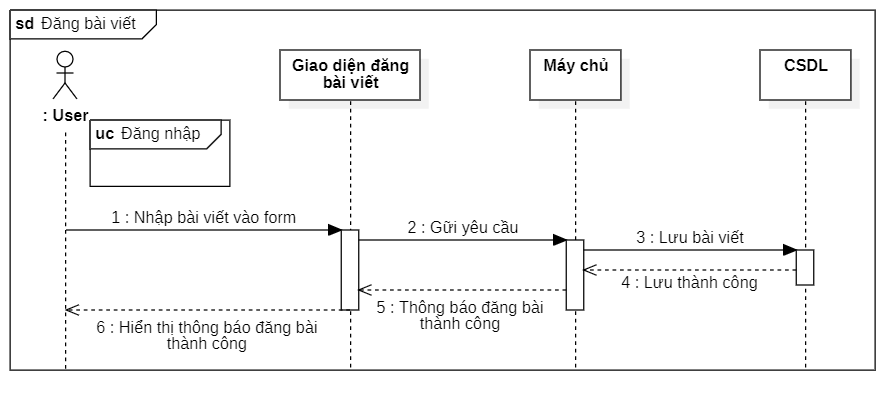 sd Đăng bài viết
: User
Giao diện đăng
bài viết
Máy chủ
CSDL
uc Đăng nhập
1 : Nhập bài viết vào form
2 : Gữi yêu cầu
3 : Lưu bài viết
4 : Lưu thành công
5 : Thông báo đăng bài
thành công
6 : Hiển thị thông báo đăng bài
thành công